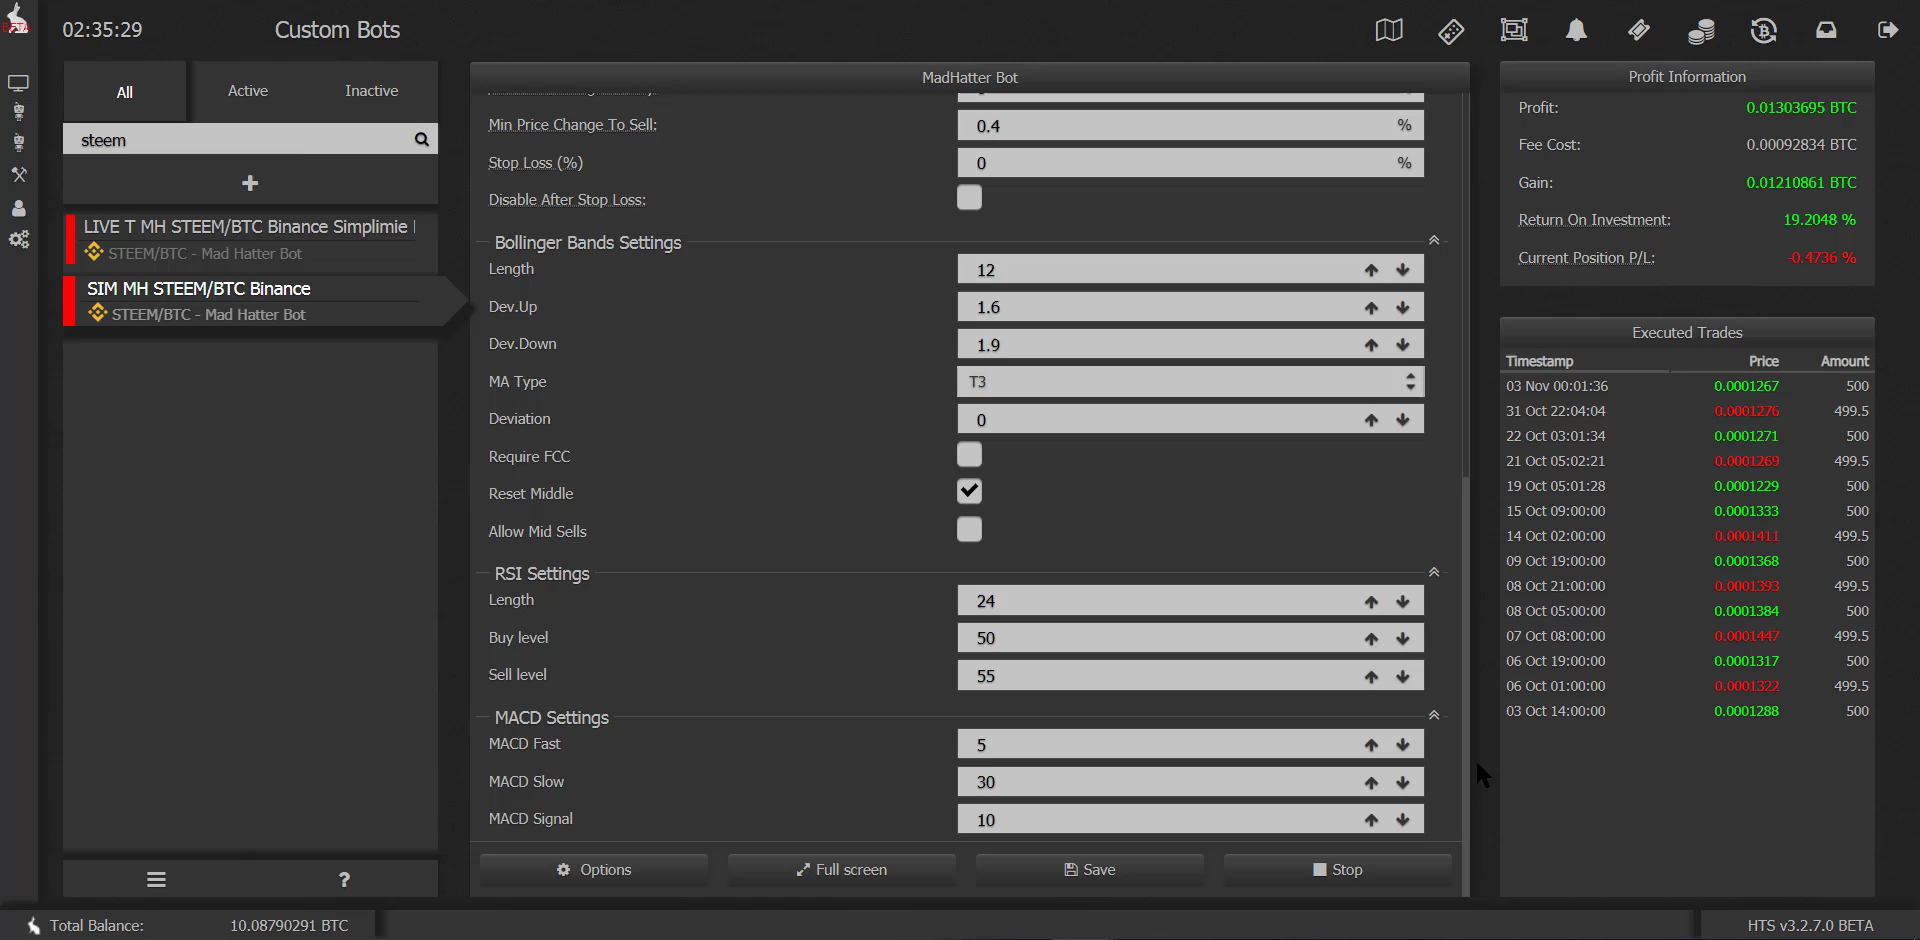 BETA
02:35:29
Custom Bots
All
Active
Inactive
steem
LIVE T MH STEEM/BTC Binance Simplimie
STEEM/BTC - Mad Hatter Bot
SIM MH STEEM/BTC Binance
STEEM/BTC - Mad Hatter Bot
?
MadHatter Bot
Min Price Change To Sell:
0.4
%
Stop Loss (%)
0
%
Disable After Stop Loss:
Bollinger Bands Settings
Length
12
Dev.Up
1.6
Dev.Down
1.9
MA Type
T3
Deviation
0
Require FCC
Reset Middle
Allow Mid Sells
RSI Settings
Length
24
Buy level
50
Sell level
55
MACD Settings
MACD Fast
5
MACD Slow
30
MACD Signal
10
Options
Full screen
Save
Stop
Profit Information
Profit: 0.01303695 BTC
Fee Cost: 0.00092834 BTC
Gain: 0.01210861 BTC
Return On Investment: 19.2048 %
Current Position P/L: -0.4736 %
Executed Trades
Timestamp Price Amount
03 Nov 00:01:36 0.0001267 500
31 Oct 22:04:04 0.0001276 499.5
22 Oct 03:01:34 0.0001271 500
21 Oct 05:02:21 0.0001269 499.5
19 Oct 05:01:28 0.0001229 500
15 Oct 09:00:00 0.0001333 500
14 Oct 02:00:00 0.0001411 499.5
09 Oct 19:00:00 0.0001368 500
08 Oct 21:00:00 0.0001393 499.5
08 Oct 05:00:00 0.0001384 500
07 Oct 08:00:00 0.0001447 499.5
06 Oct 19:00:00 0.0001317 500
06 Oct 01:00:00 0.0001322 499.5
03 Oct 14:00:00 0.0001288 500
Total Balance: 10.08790291 BTC
HTS v3.2.7.0 BETA